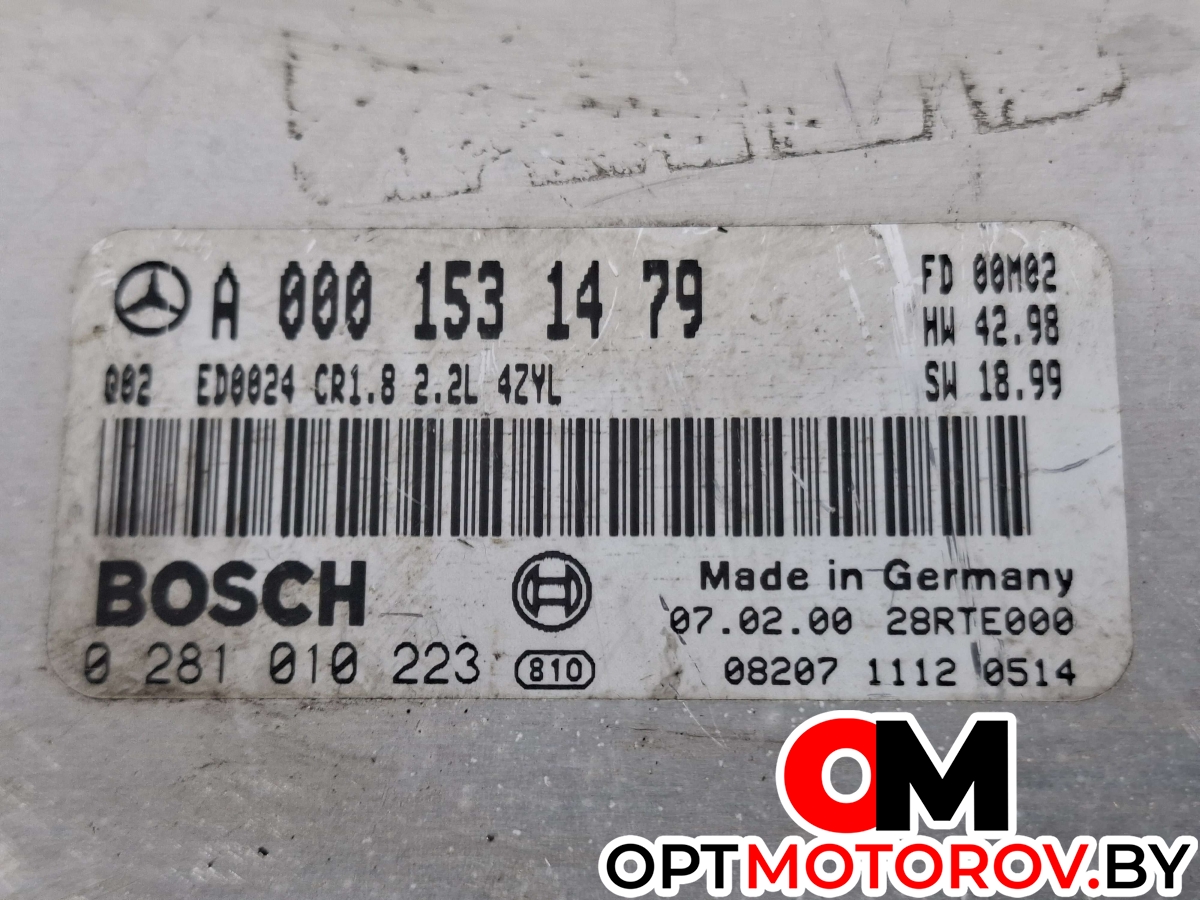 A 000 153 14 79
FD 00M02
HW 42.98
Q02 ED0024 CR1.8 2.2L 4ZYL
SW 18.99
BOSCH
Made in Germany
07.02.00 28RTE000
0 281 010 223 810
08207 1112 0514
OM
OPTMOTOROV.BY